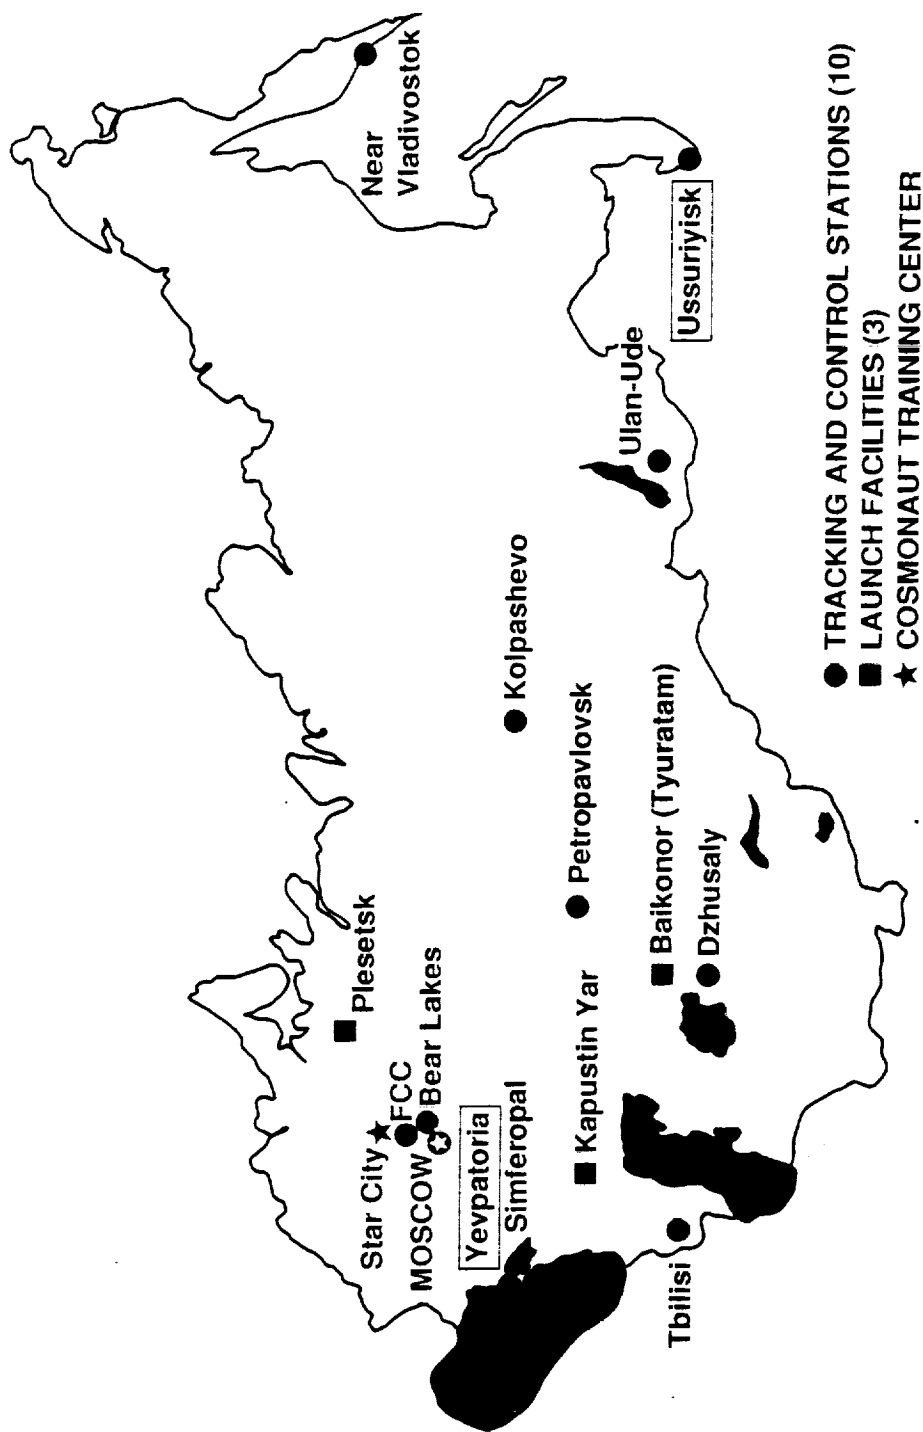 Near
Vladivostok
Plesetsk
Star City
FCC
Bear Lakes
MOSCOW
Yevpatoria
Simferopal
Kolpashevo
Petropavlovsk
Kapustin Yar
Ulan-Ude
Ussuriyisk
Baikonor (Tyuratam)
Dzhusaly
Tbilisi
TRACKING AND CONTROL STATIONS (10)
LAUNCH FACILITIES (3)
COSMONAUT TRAINING CENTER